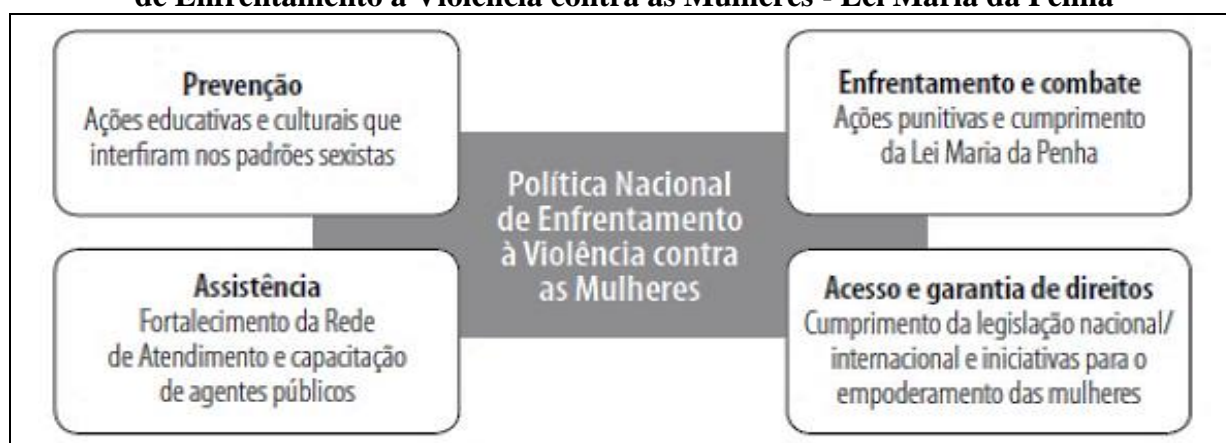 de Enfrentamento à Violência contra as Mulheres - Lei Maria da Penha
Prevenção
Ações educativas e culturais que
interfiram nos padrões sexistas
Enfrentamento e combate
Ações punitivas e cumprimento
da Lei Maria da Penha
Política Nacional
de Enfrentamento
à Violência contra
as Mulheres
Assistência
Fortalecimento da Rede
de Atendimento e capacitação
de agentes públicos
Acesso e garantia de direitos
Cumprimento da legislação nacional/
internacional e iniciativas para o
empoderamento das mulheres